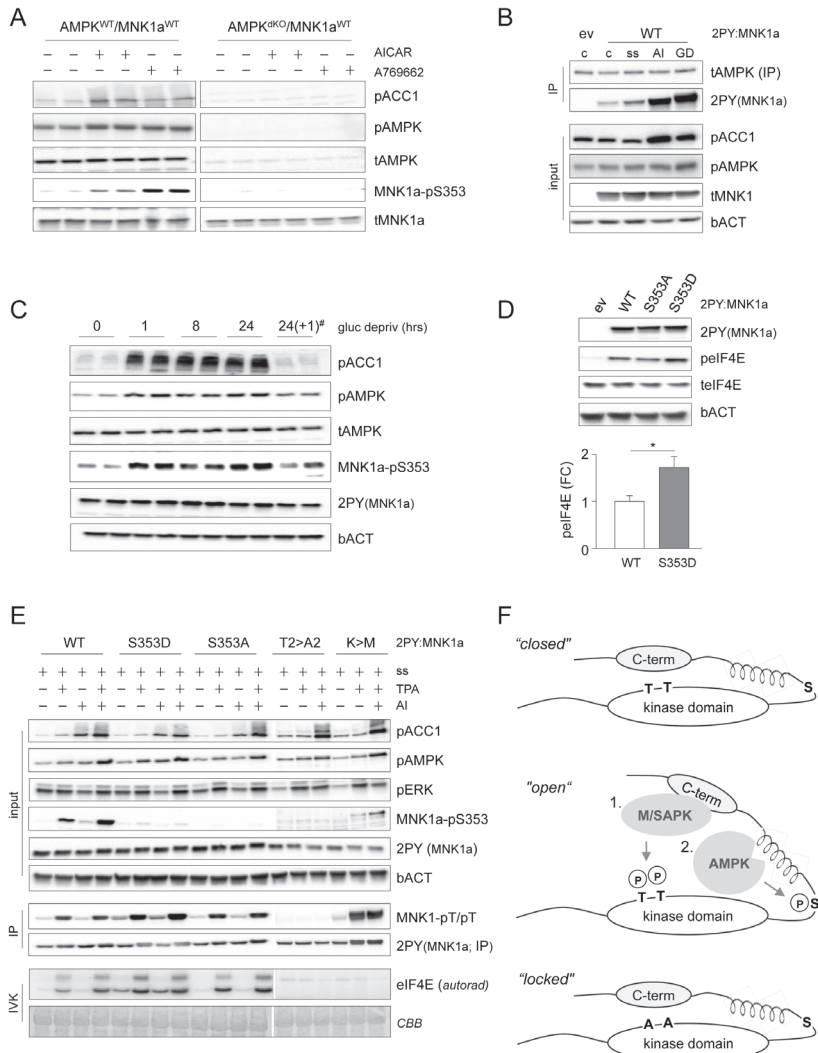 A
AMPKWT/MNK1aWT
AMPKdKO/MNK1aWT
– – + + – – – – + + – – AICAR
– – – – + + – – – – + + A769662
pACC1
pAMPK
tAMPK
MNK1a-pS353
tMNK1a
B
ev WT 2PY:MNK1a
c c ss AI GD
IP
tAMPK (IP)
2PY(MNK1a)
input
pACC1
pAMPK
tMNK1
bACT
C
0 1 8 24 24(+1)# gluc depriv (hrs)
pACC1
pAMPK
tAMPK
MNK1a-pS353
2PY(MNK1a)
bACT
D
ev WT S353A S353D 2PY:MNK1a
2PY(MNK1a)
peIF4E
teIF4E
bACT
*
peIF4E (FC)
2
1
0
WT S353D
E
WT S353D S353A T2>A2 K>M 2PY:MNK1a
+ + + + + + + + + + + + + + + + + + ss
– + – + – + – + – + – + – + + – + + TPA
– – + + – – + + – – + + – – + – – + AI
input
pACC1
pAMPK
pERK
MNK1a-pS353
2PY (MNK1a)
bACT
IP
MNK1-pT/pT
2PY(MNK1a; IP)
IVK
eIF4E (autorad)
CBB
F
"closed"
C-term
T T
S
kinase domain
"open"
C-term
1.
M/SAPK
2.
AMPK
P P
P
S
T T
kinase domain
"locked"
C-term
A A
S
kinase domain